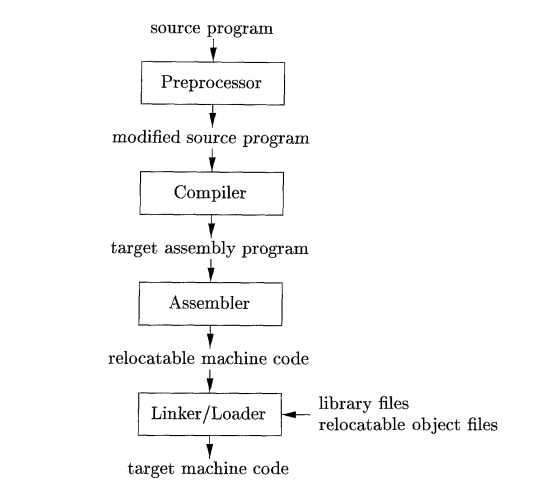 source program
Preprocessor
modified source program
Compiler
target assembly program
Assembler
relocatable machine code
Linker/Loader
library files
relocatable object files
target machine code